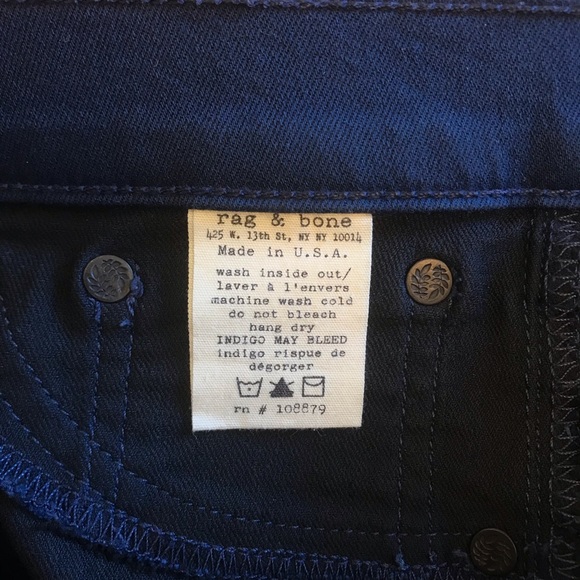 rag & bone
425 W. 13th St, NY NY 10014
Made in U.S.A.
wash inside out/
laver à l'envers
machine wash cold
do not bleach
hang dry
INDIGO MAY BLEED
indigo rispue de
dégorger
rn # 108879